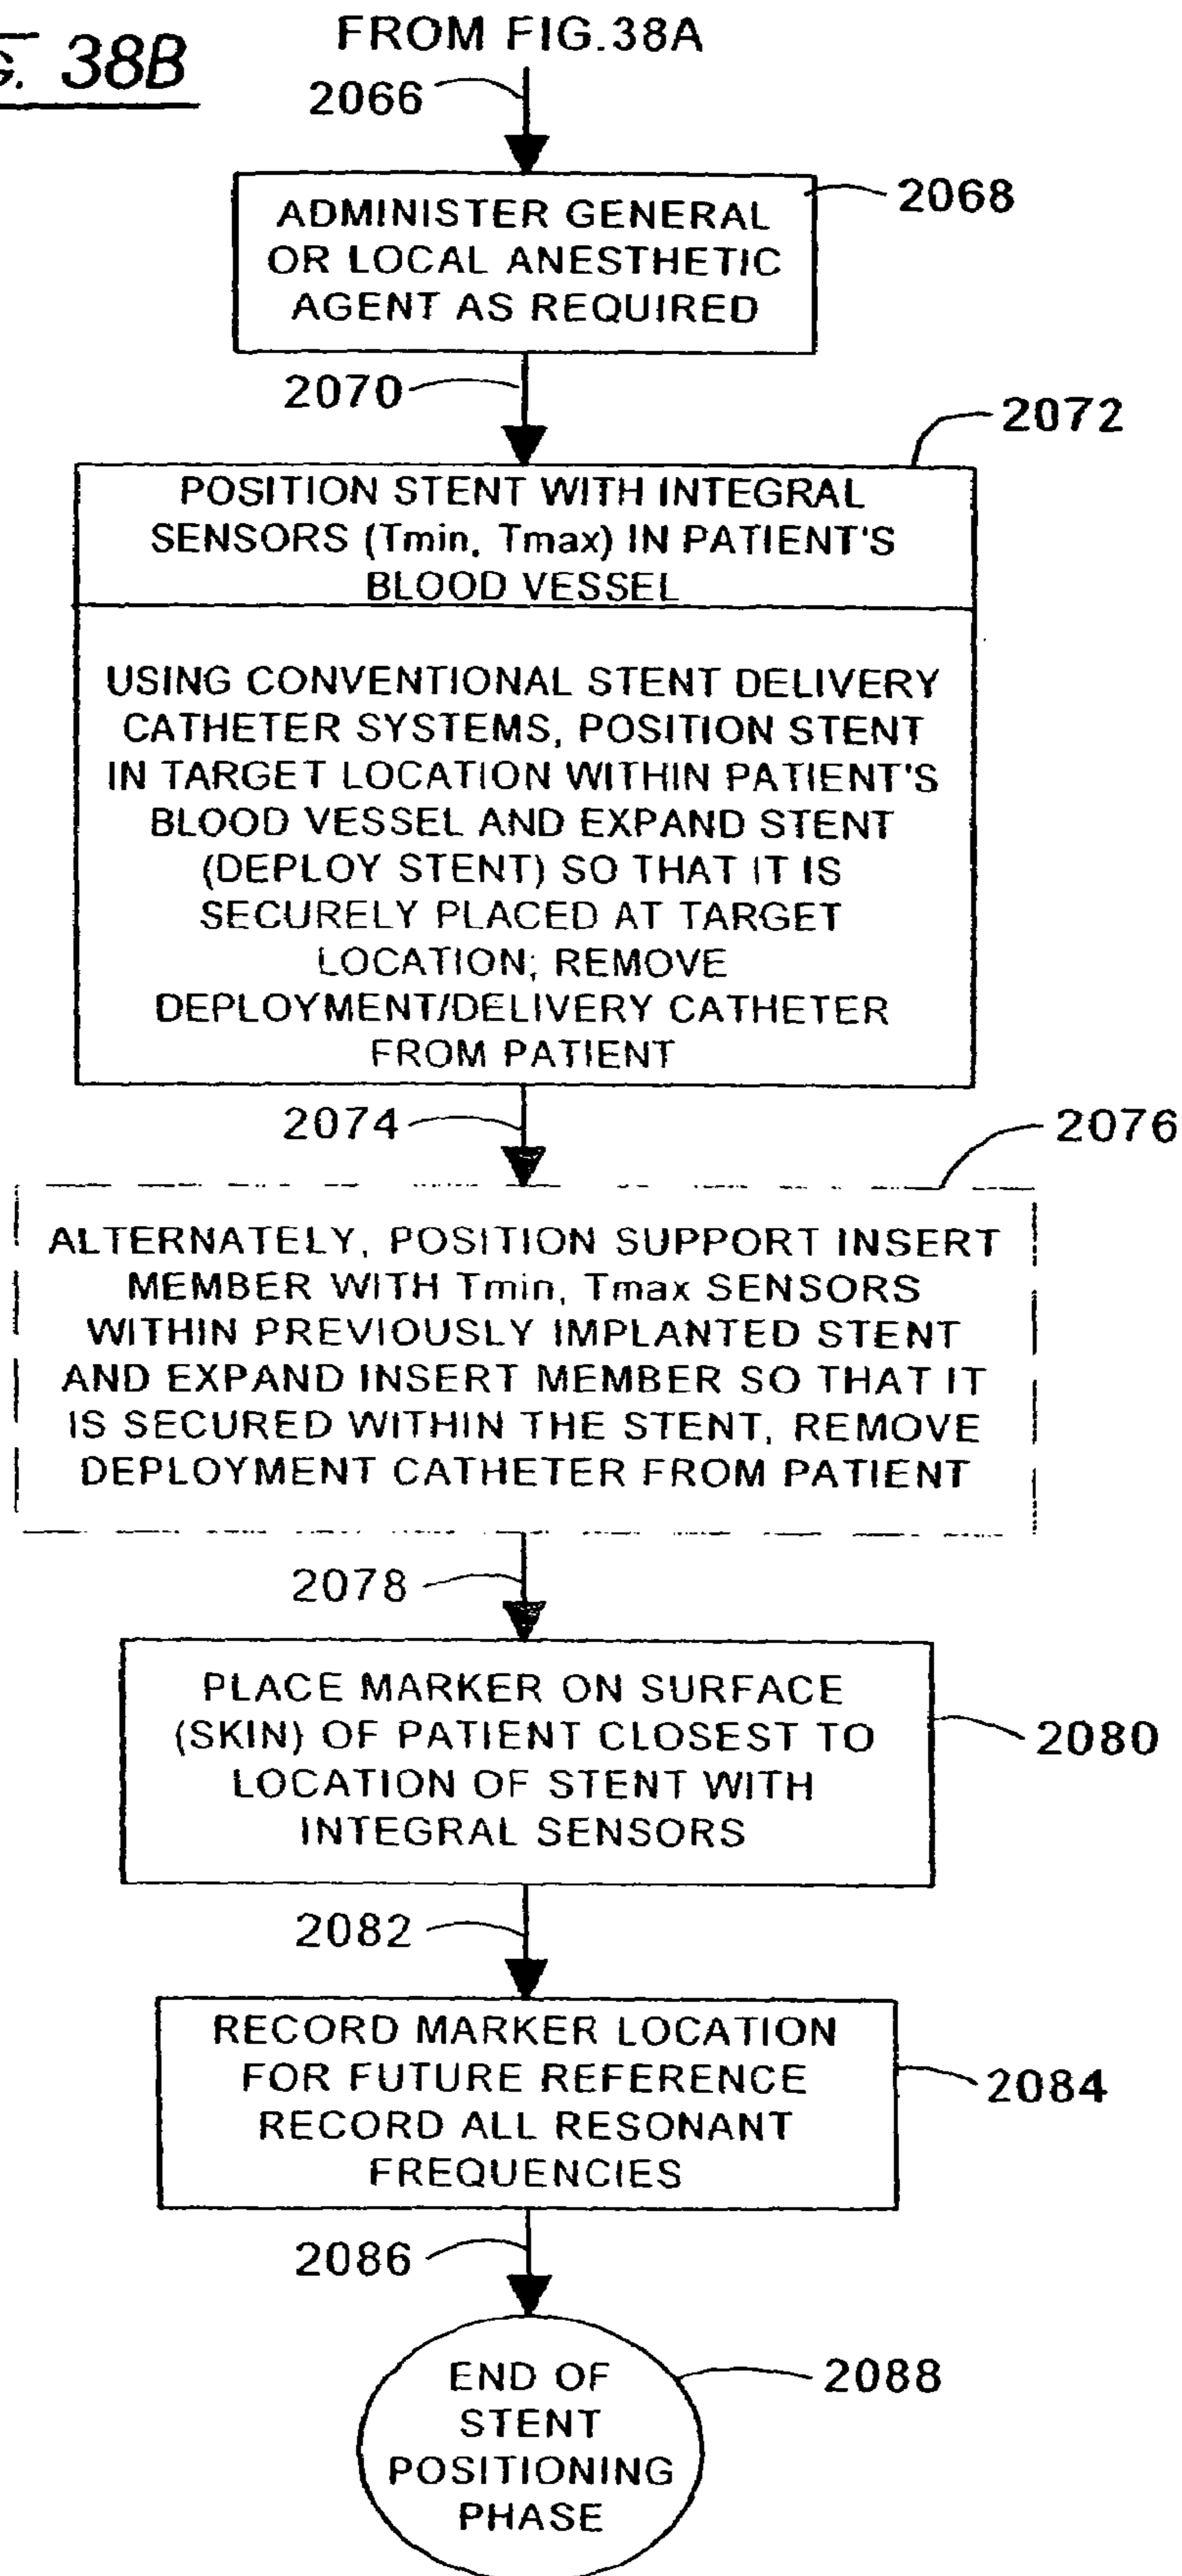 FROM FIG.38A
G. 38B
2066
2068
ADMINISTER GENERAL
OR LOCAL ANESTHETIC
AGENT AS REQUIRED
2070
2072
POSITION STENT WITH INTEGRAL
SENSORS (Tmin, Tmax) IN PATIENT'S
BLOOD VESSEL
USING CONVENTIONAL STENT DELIVERY
CATHETER SYSTEMS, POSITION STENT
IN TARGET LOCATION WITHIN PATIENT'S
BLOOD VESSEL AND EXPAND STENT
(DEPLOY STENT) SO THAT IT IS
SECURELY PLACED AT TARGET
LOCATION; REMOVE
DEPLOYMENT/DELIVERY CATHETER
FROM PATIENT
2074
2076
ALTERNATELY, POSITION SUPPORT INSERT
MEMBER WITH Tmin, Tmax SENSORS
WITHIN PREVIOUSLY IMPLANTED STENT
AND EXPAND INSERT MEMBER SO THAT IT
IS SECURED WITHIN THE STENT, REMOVE
DEPLOYMENT CATHETER FROM PATIENT
2078
PLACE MARKER ON SURFACE
(SKIN) OF PATIENT CLOSEST TO
LOCATION OF STENT WITH
INTEGRAL SENSORS
2080
2082
RECORD MARKER LOCATION
FOR FUTURE REFERENCE
RECORD ALL RESONANT
FREQUENCIES
2084
2086
END OF
STENT
POSITIONING
PHASE
2088